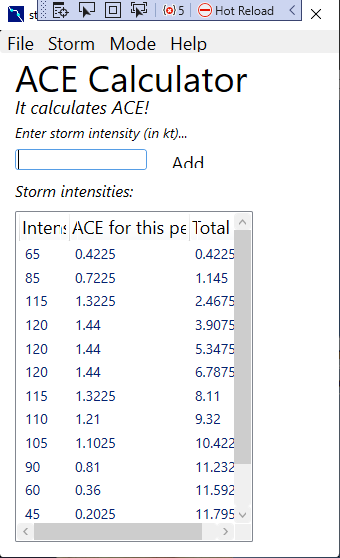 st
5 Hot Reload
File Storm Mode Help
ACE Calculator
It calculates ACE!
Enter storm intensity (in kt)...
Add
Storm intensities:
Intens ACE for this pe Total
65 0.4225 0.4225
85 0.7225 1.145
115 1.3225 2.4675
120 1.44 3.9075
120 1.44 5.3475
120 1.44 6.7875
115 1.3225 8.11
110 1.21 9.32
105 1.1025 10.422
90 0.81 11.232
60 0.36 11.592
45 0.2025 11.795